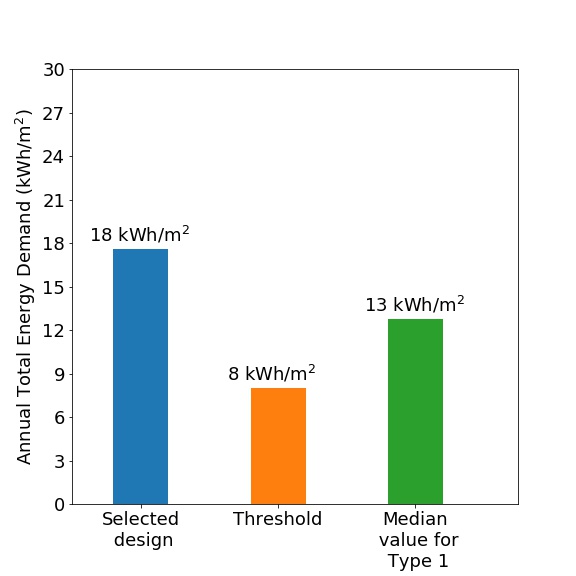 Annual Total Energy Demand (kWh/m²)
30
27
24
21
18
15
12
9
6
3
0
18 kWh/m²
8 kWh/m²
13 kWh/m²
Selected
design
Threshold
Median
value for
Type 1